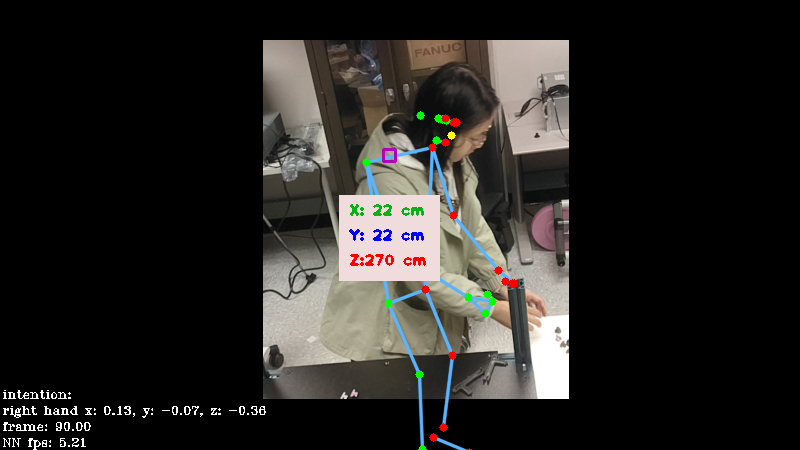 FANUC
X: 22 cm
Y: 22 cm
Z:270 cm
intention:
right hand x: 0.13, y: -0.07, z: -0.36
frame: 90.00
NN fps: 5.21